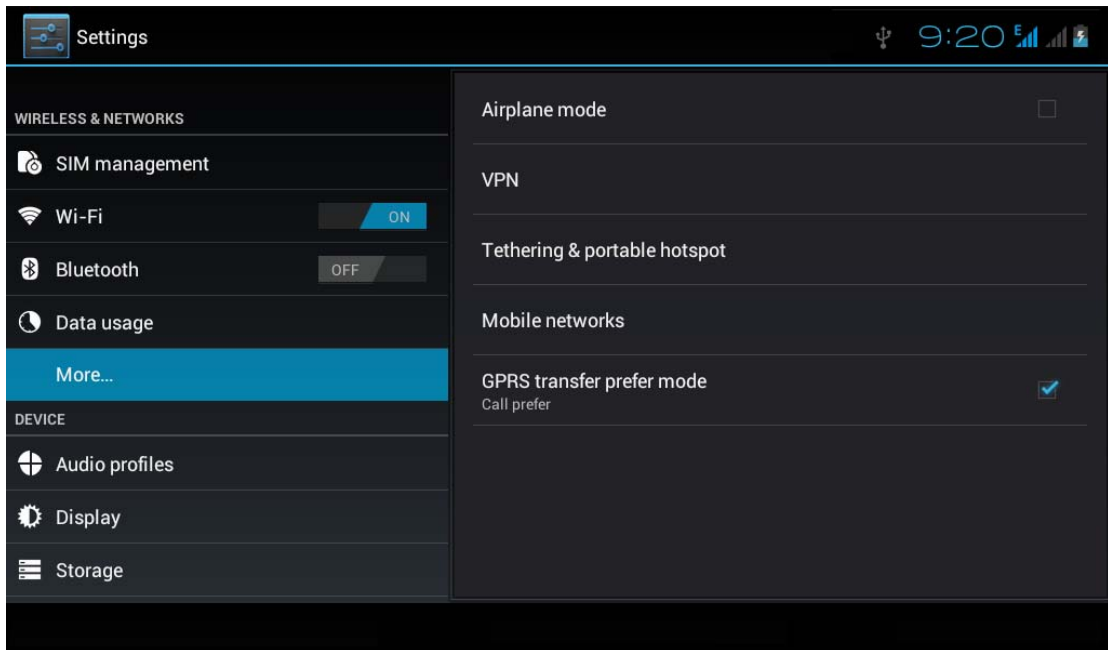 Settings
9:20
E
WIRELESS & NETWORKS
SIM management
Wi-Fi
ON
Bluetooth
OFF
Data usage
More...
DEVICE
Audio profiles
Display
Storage
Airplane mode
VPN
Tethering & portable hotspot
Mobile networks
GPRS transfer prefer mode
Call prefer